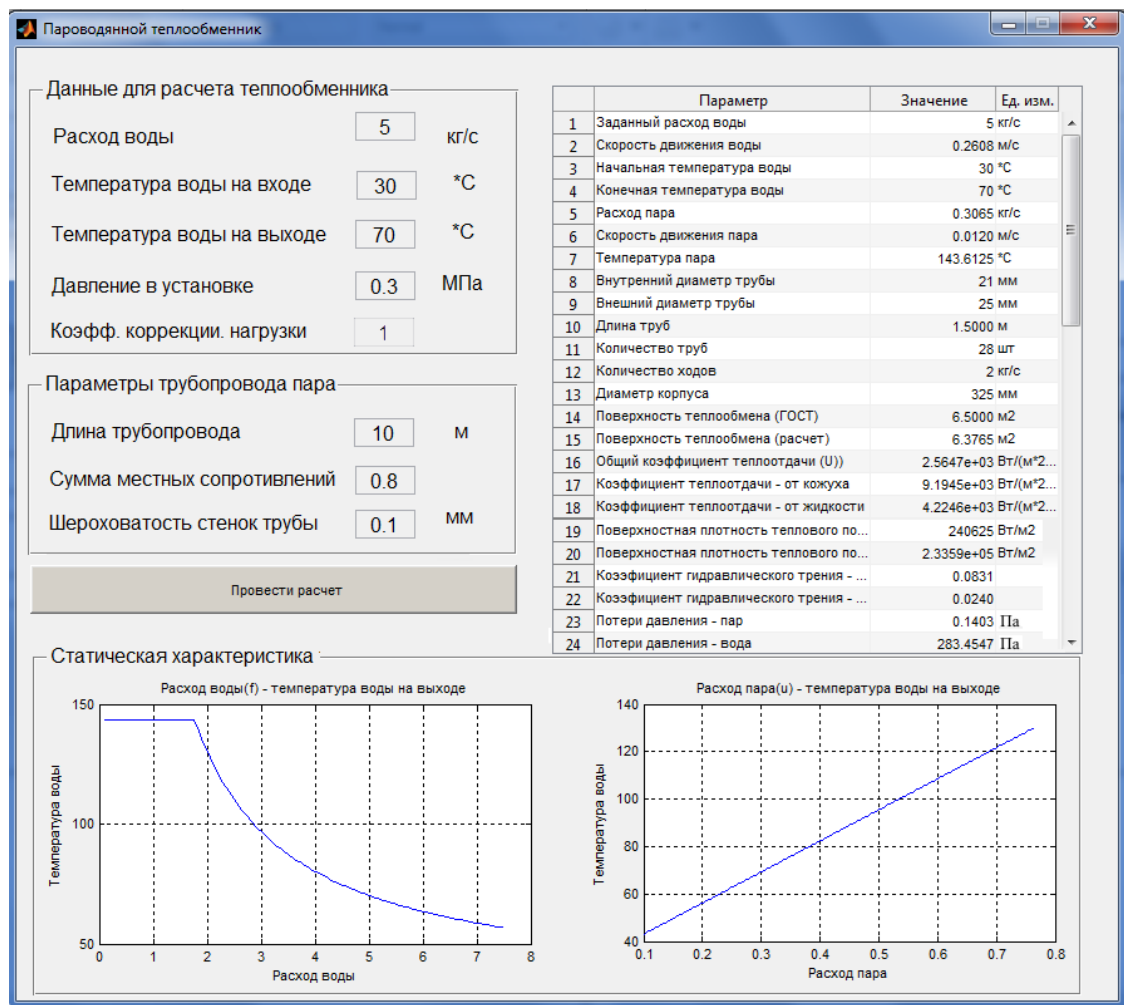 Пароводянной теплообменник
Данные для расчета теплообменника
Расход воды 5 кг/с
Температура воды на входе 30 *C
Температура воды на выходе 70 *C
Давление в установке 0.3 МПа
Коэфф. коррекции. нагрузки 1
Параметры трубопровода пара
Длина трубопровода 10 м
Сумма местных сопротивлений 0.8
Шероховатость стенок трубы 0.1 мм
Провести расчет
Параметр Значение Ед. изм.
1 Заданный расход воды 5 кг/с
2 Скорость движения воды 0.2608 м/с
3 Начальная температура воды 30 *C
4 Конечная температура воды 70 *C
5 Расход пара 0.3065 кг/с
6 Скорость движения пара 0.0120 м/с
7 Температура пара 143.6125 *C
8 Внутренний диаметр трубы 21 мм
9 Внешний диаметр трубы 25 мм
10 Длина труб 1.5000 м
11 Количество труб 28 шт
12 Количество ходов 2 кг/с
13 Диаметр корпуса 325 мм
14 Поверхность теплообмена (ГОСТ) 6.5000 м2
15 Поверхность теплообмена (расчет) 6.3765 м2
16 Общий коэффициент теплоотдачи (U)) 2.5647e+03 Вт/(м*2...
17 Коэффициент теплоотдачи - от кожуха 9.1945e+03 Вт/(м*2...
18 Коэффициент теплоотдачи - от жидкости 4.2246e+03 Вт/(м*2...
19 Поверхностная плотность теплового по... 240625 Вт/м2
20 Поверхностная плотность теплового по... 2.3359e+05 Вт/м2
21 Коэзфициент гидравлического трения - ... 0.0831
22 Коэзфициент гидравлического трения - ... 0.0240
23 Потери давления - пар 0.1403 Па
24 Потери давления - вода 283.4547 Па
Статическая характеристика
Расход воды(f) - температура воды на выходе
150
100
50
Температура воды
0 1 2 3 4 5 6 7 8
Расход воды
Расход пара(u) - температура воды на выходе
140
120
100
80
60
40
Температура воды
0.1 0.2 0.3 0.4 0.5 0.6 0.7 0.8
Расход пара